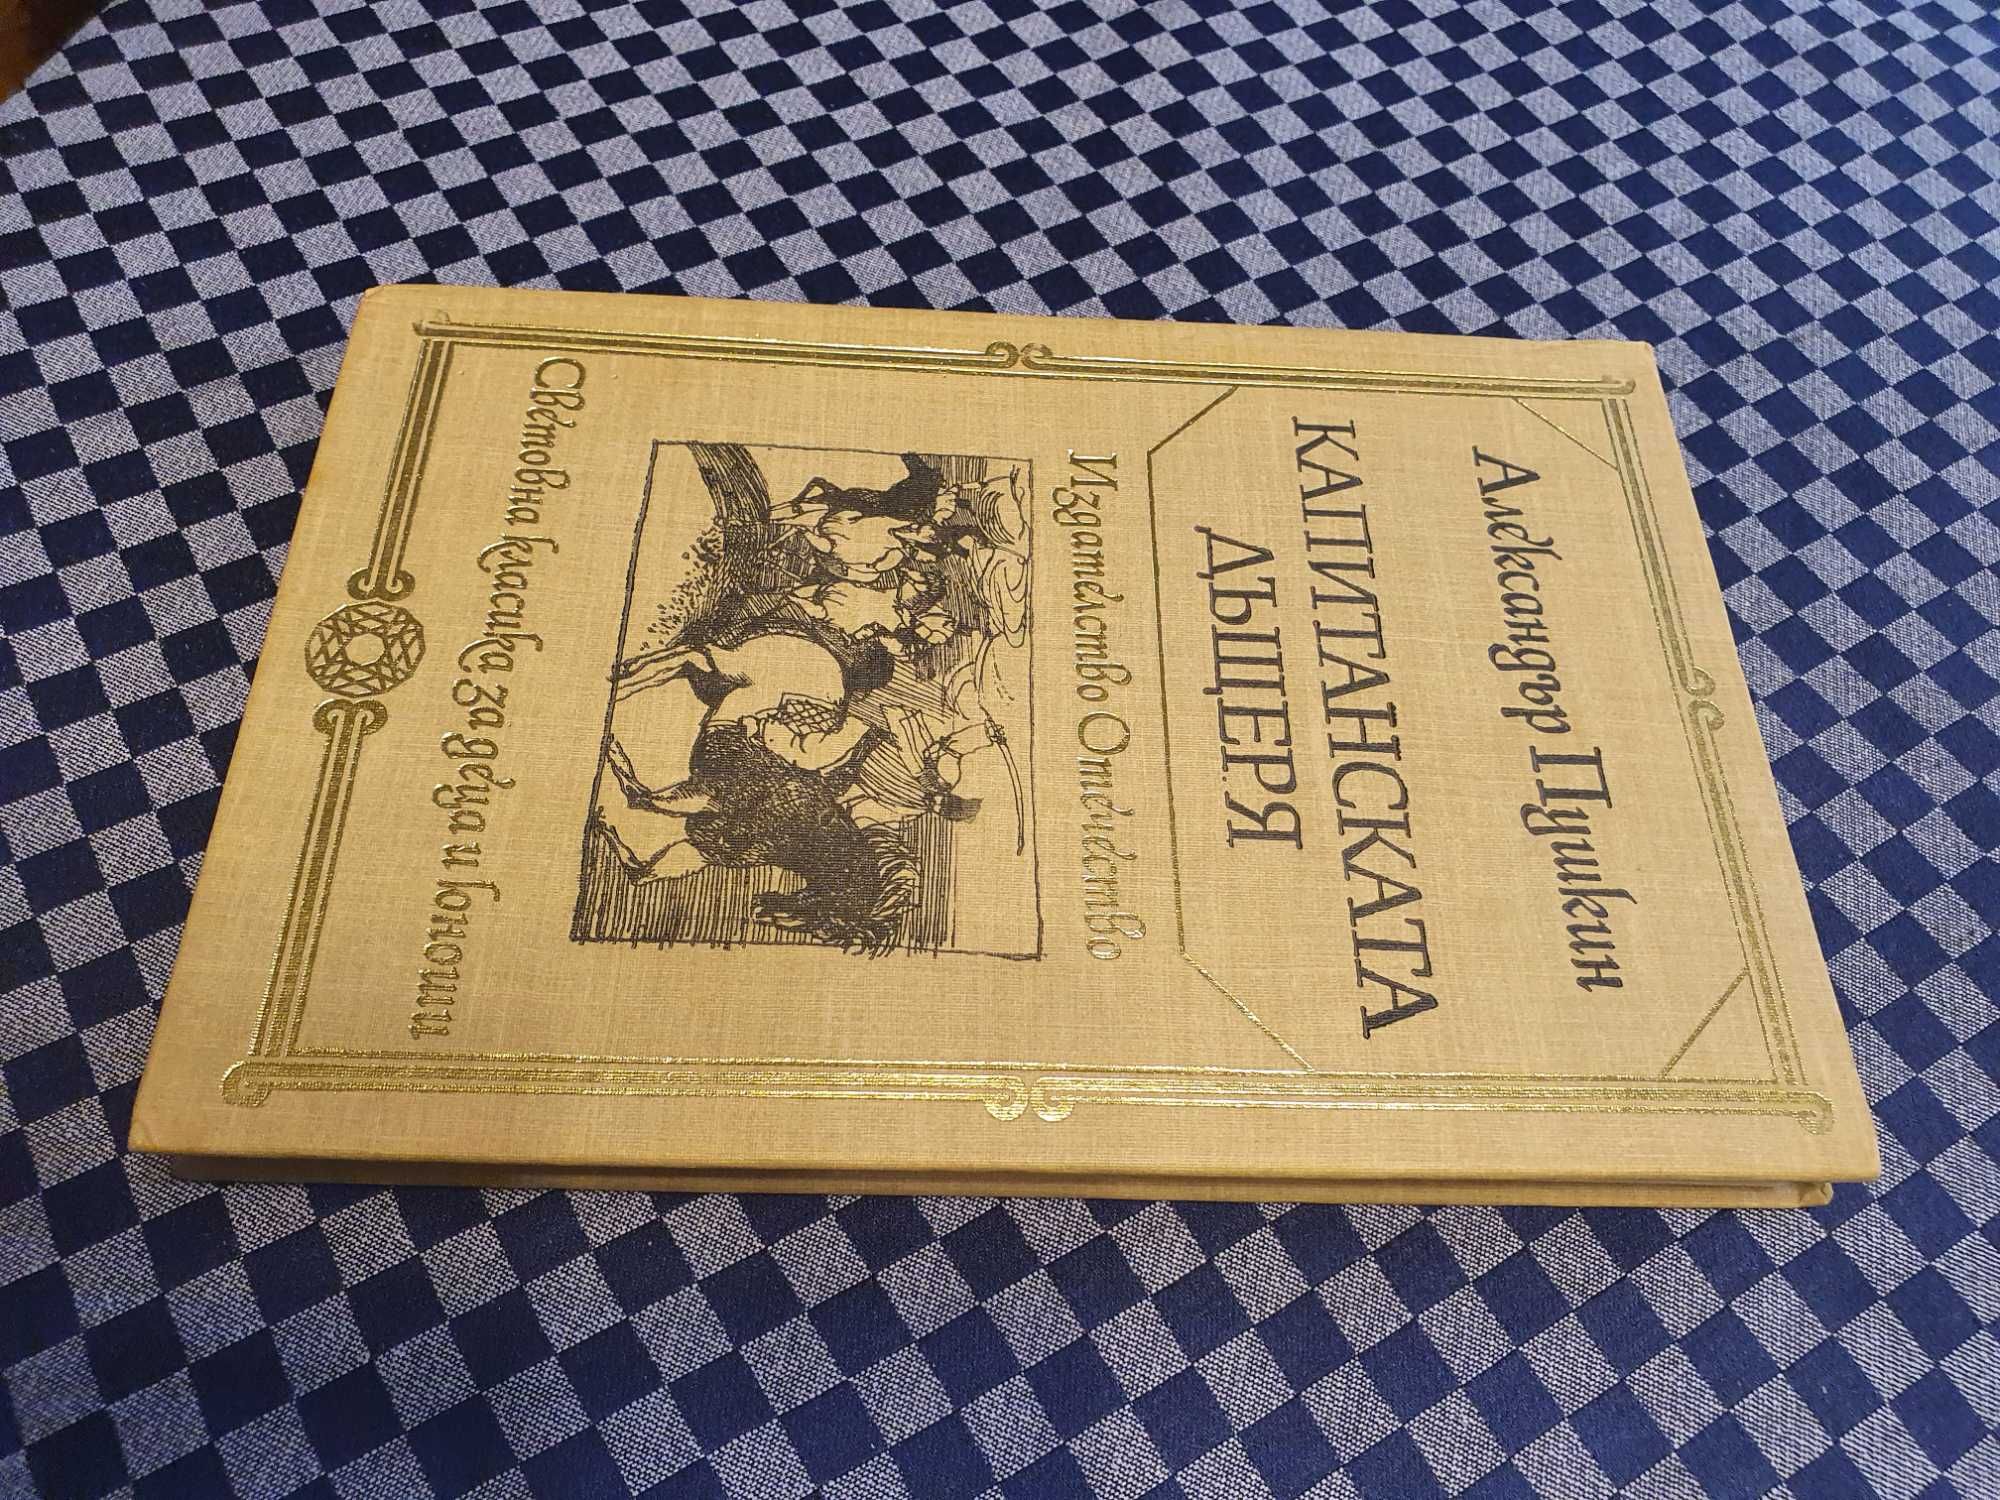 Александър Пушкин
КАПИТАНСКАТА
ДЪЩЕРЯ
Издателство Отечество
Световна класика за деца и юноши